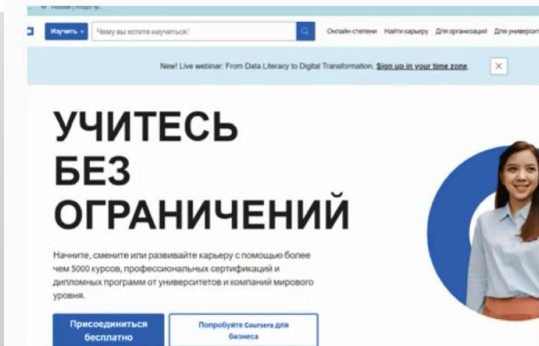 Изучить
Чему вы хотите научиться?
Онлайн-степени Найти карьеру Для организаций Для
New! Live webinar: From Data Literacy to Digital Transformation. Sign up in your time zone.
УЧИТЕСЬ
БЕЗ
ОГРАНИЧЕНИЙ
Начните, смените или развивайте карьеру с помощью более
чем 5000 курсов, профессиональных сертификаций и
дипломных программ от университетов и компаний мирового
уровня.
Присоединиться
бесплатно
Попробуйте Coursera для
бизнеса